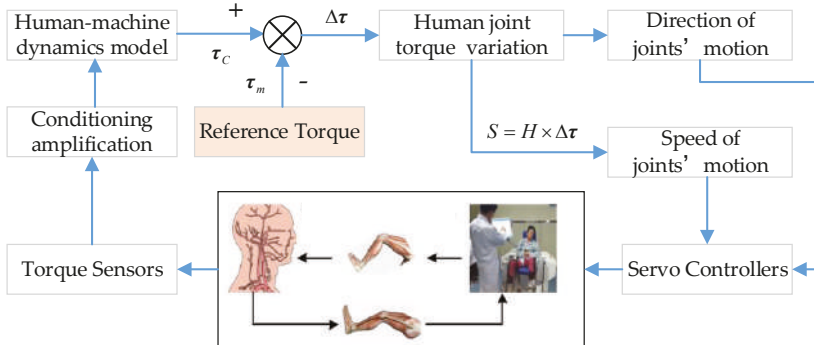 Human-machine
dynamics model
+
τ_C
Δτ
τ_m
−
Human joint
torque variation
Direction of
joints' motion
Conditioning
amplification
Reference Torque
S = H × Δτ
Speed of
joints' motion
Torque Sensors
Servo Controllers